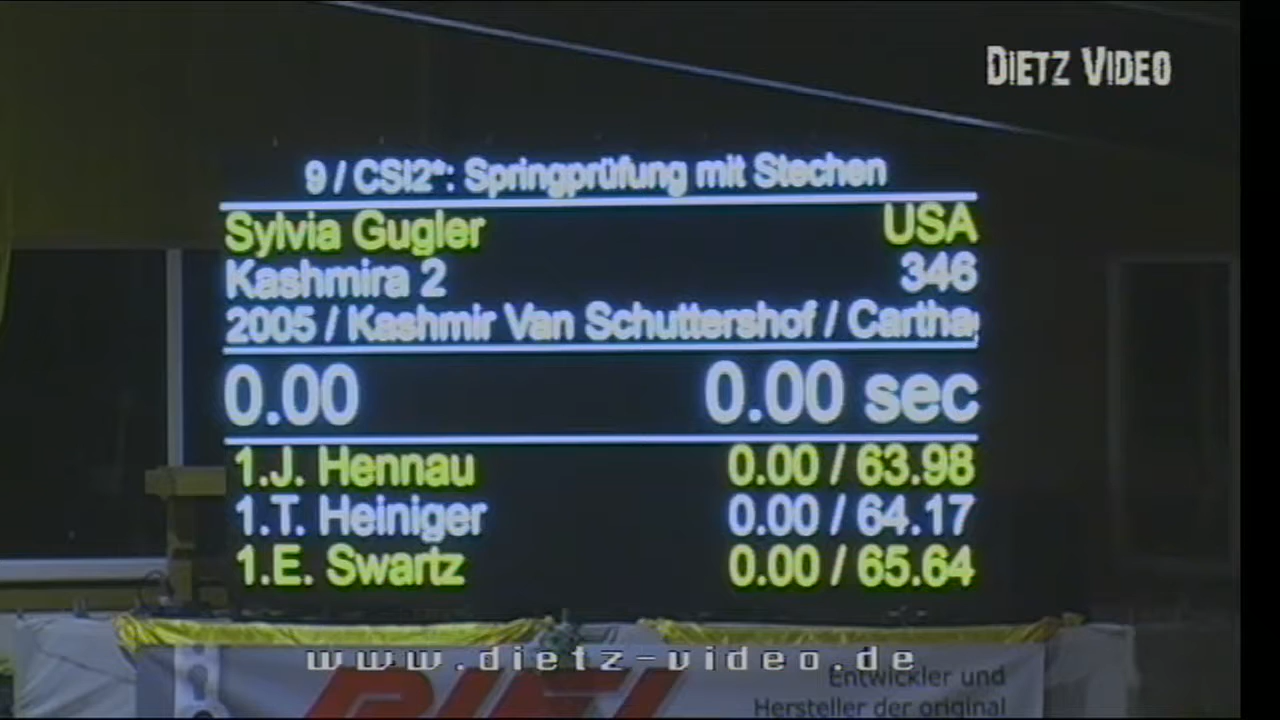 DIETZ VIDEO
9 / CSI2*: Springprüfung mit Stechen
Sylvia Gugler USA
Kashmira 2 346
2005 / Kashmir Van Schuttershof / Cartha
0.00 0.00 sec
1.J. Hennau 0.00 / 63.98
1.T. Heiniger 0.00 / 64.17
1.E. Swartz 0.00 / 65.64
www.dietz-video.de
Entwickler und
Hersteller der original